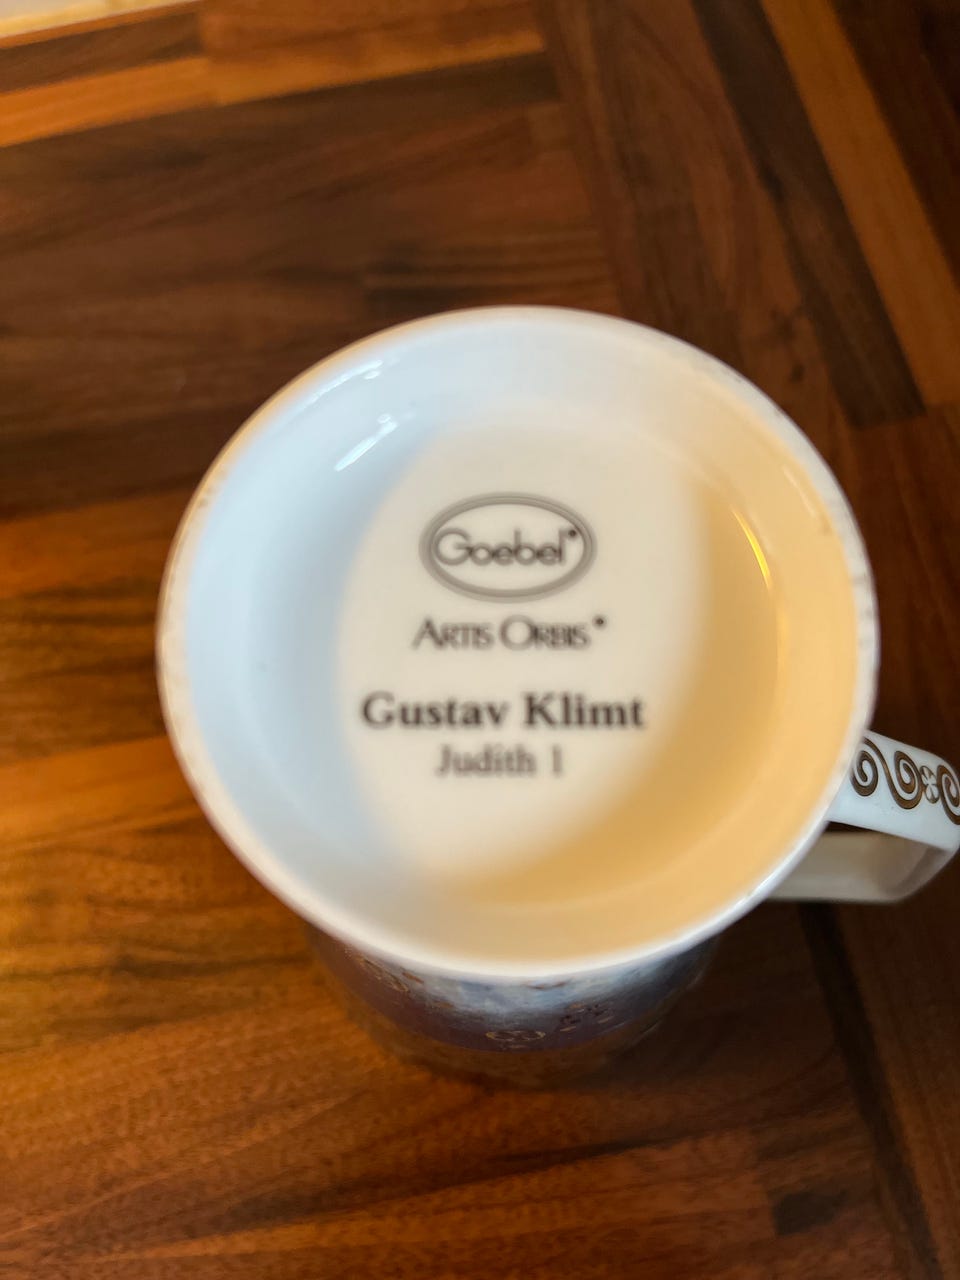 Goebel®
ARTIS ORBIS®
Gustav Klimt
Judith 1